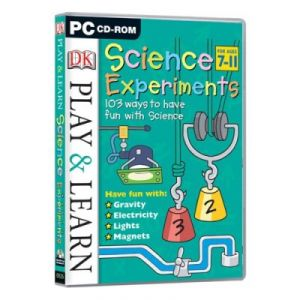 PC CD-ROM
DK
PLAY & LEARN
Science
Experiments
FOR AGES
7-11
103 ways to have
fun with Science
Have fun with:
• Gravity
• Electricity
• Lights
• Magnets
3
2
DK
PLAY & LEARN
Science
Experiments